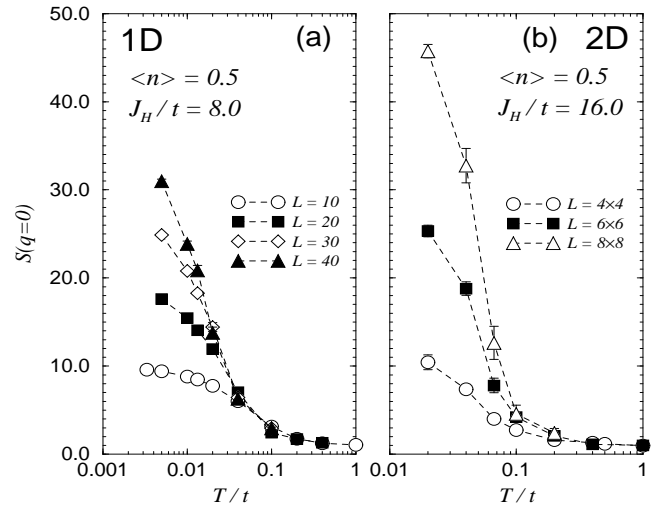 1D (a)
<n> = 0.5
J_H / t = 8.0
L = 10
L = 20
L = 30
L = 40
S(q=0)
50.0
40.0
30.0
20.0
10.0
0.0
0.001 0.01 0.1 1
T / t
(b) 2D
<n> = 0.5
J_H / t = 16.0
L = 4×4
L = 6×6
L = 8×8
0.01 0.1 1
T / t